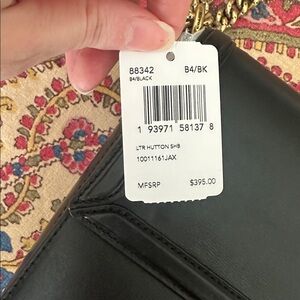 88342 B4/BK
B4/BLACK
1 93971 58137 8
LTR HUTTON SHB
10011161JAX
MFSRP $395.00